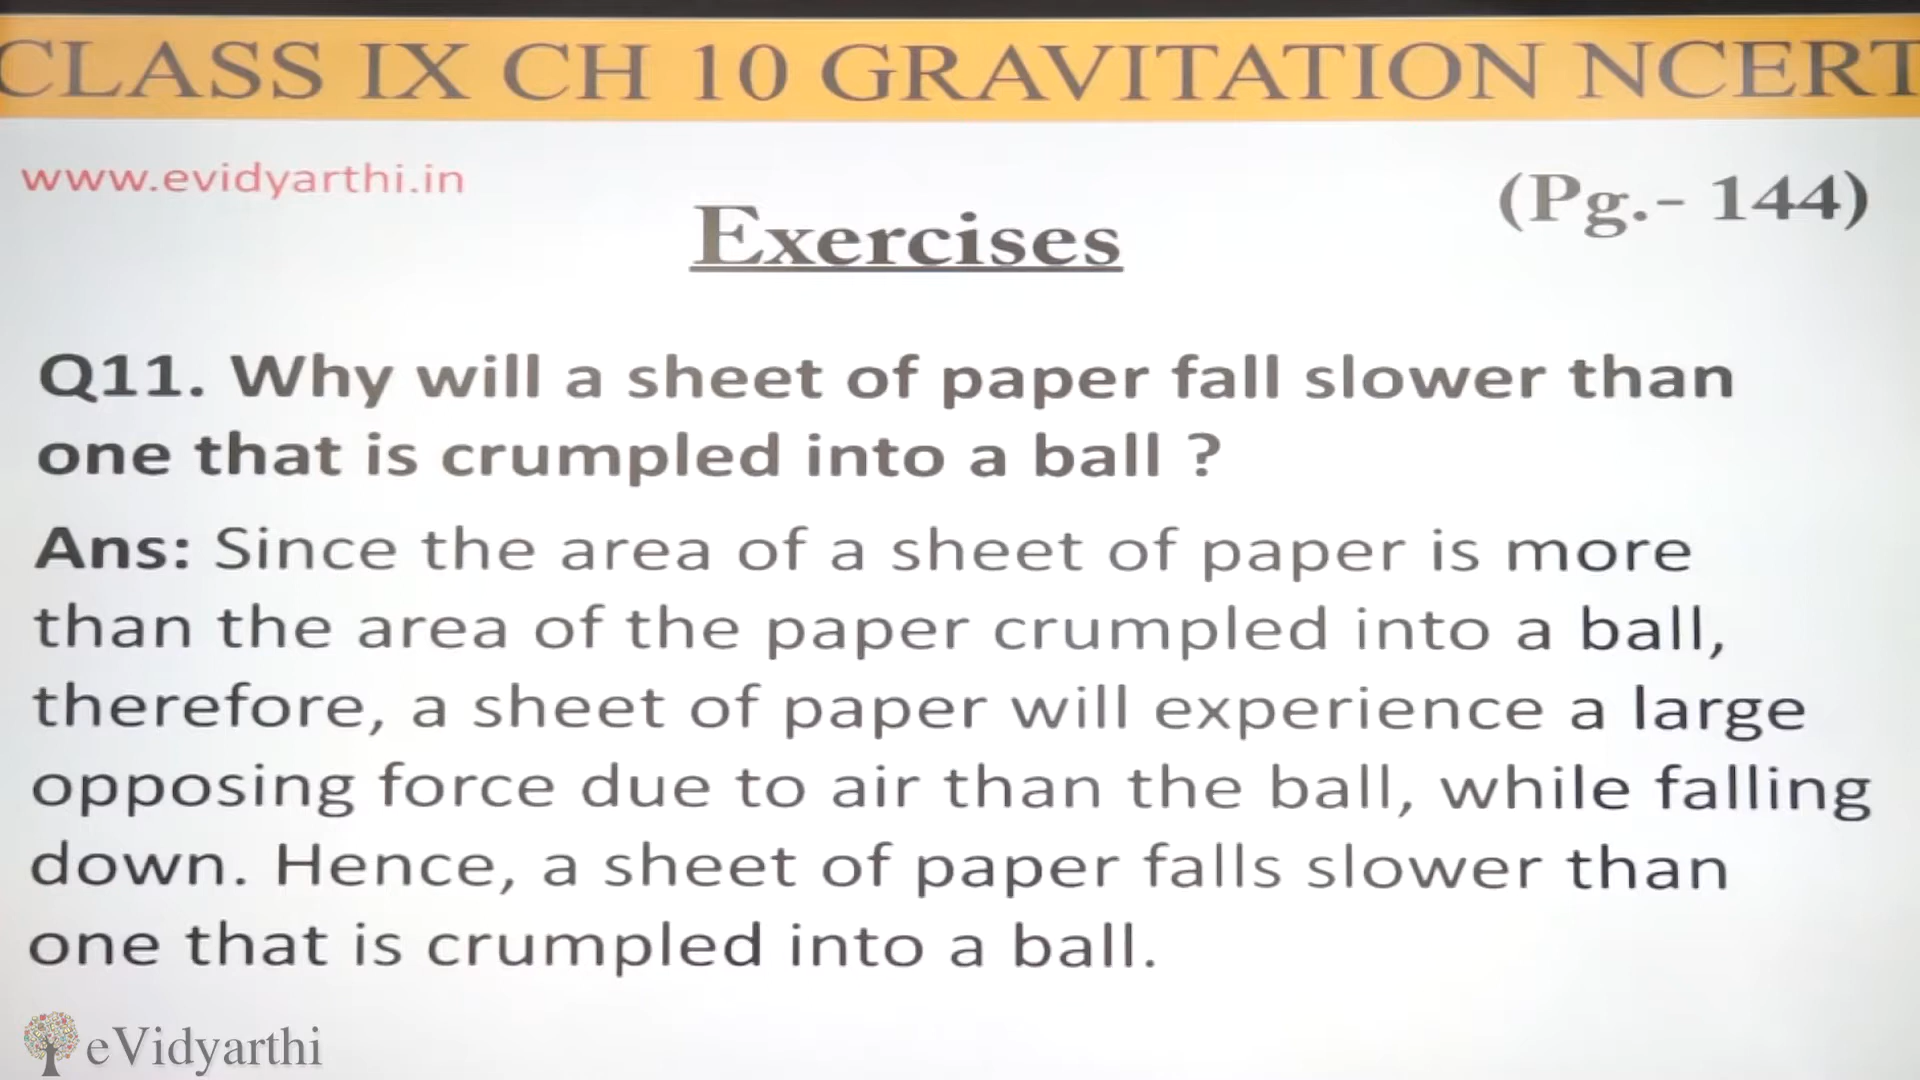 CLASS IX CH 10 GRAVITATION NCERT
www.evidyarthi.in
(Pg.- 144)
Exercises
Q11. Why will a sheet of paper fall slower than
one that is crumpled into a ball ?
Ans: Since the area of a sheet of paper is more
than the area of the paper crumpled into a ball,
therefore, a sheet of paper will experience a large
opposing force due to air than the ball, while falling
down. Hence, a sheet of paper falls slower than
one that is crumpled into a ball.
eVidyarthi